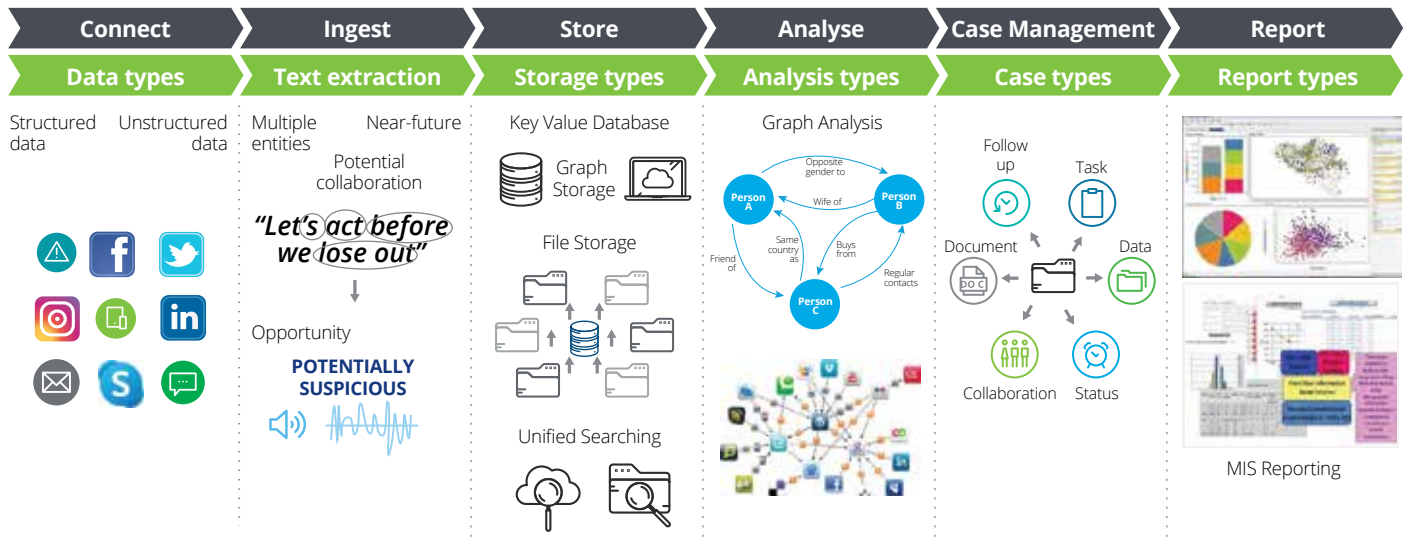 Connect
Ingest
Store
Analyse
Case Management
Report
Data types
Text extraction
Storage types
Analysis types
Case types
Report types
Structured
data
Unstructured
data
Multiple
entities
Near-future
Potential
collaboration
“Let's act before
we lose out”
Opportunity
POTENTIALLY
SUSPICIOUS
Key Value Database
Graph
Storage
File Storage
Unified Searching
Graph Analysis
Opposite
gender to
Person
A
Person
B
Wife of
Friend
of
Same
country
as
Buys
from
Regular
contacts
Person
C
Follow
up
Task
Document
DOC
Data
Collaboration
Status
MIS Reporting